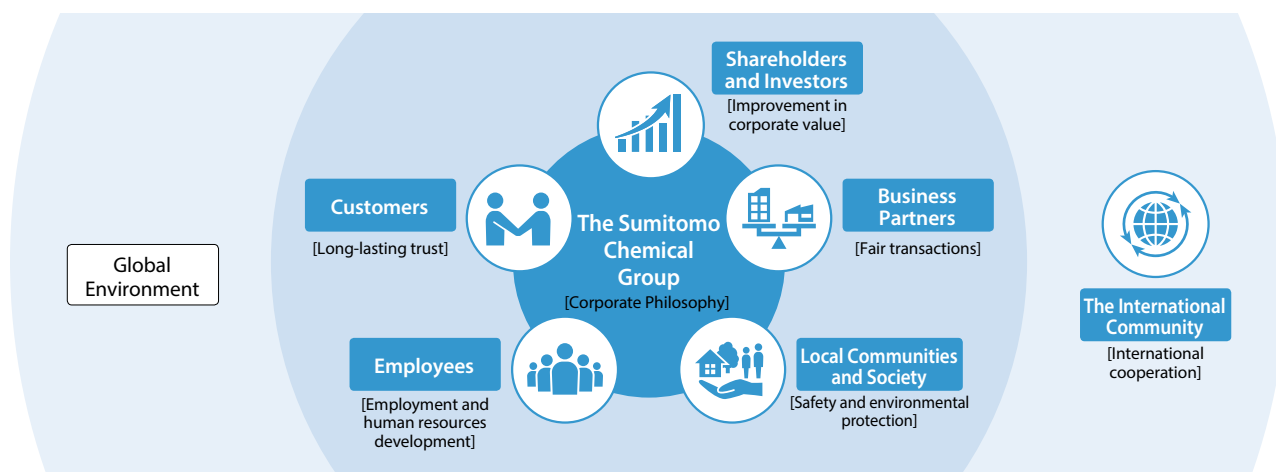 Shareholders
and Investors
[Improvement in
corporate value]
Customers
[Long-lasting trust]
Business
Partners
[Fair transactions]
The Sumitomo
Chemical
Group
[Corporate Philosophy]
Global
Environment
The International
Community
[International
cooperation]
Employees
[Employment and
human resources
development]
Local Communities
and Society
[Safety and environmental
protection]